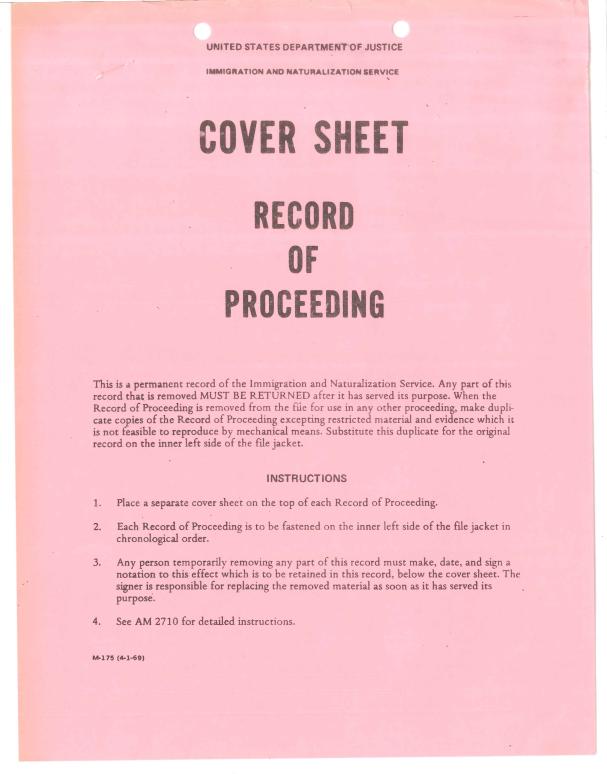 UNITED STATES DEPARTMENT OF JUSTICE
IMMIGRATION AND NATURALIZATION SERVICE
COVER SHEET
RECORD
OF
PROCEEDING
This is a permanent record of the Immigration and Naturalization Service. Any part of this
record that is removed MUST BE RETURNED after it has served its purpose. When the
Record of Proceeding is removed from the file for use in any other proceeding, make dupli-
cate copies of the Record of Proceeding excepting restricted material and evidence which it
is not feasible to reproduce by mechanical means. Substitute this duplicate for the original
record on the inner left side of the file jacket.
INSTRUCTIONS
1. Place a separate cover sheet on the top of each Record of Proceeding.
2. Each Record of Proceeding is to be fastened on the inner left side of the file jacket in
chronological order.
3. Any person temporarily removing any part of this record must make, date, and sign a
notation to this effect which is to be retained in this record, below the cover sheet. The
signer is responsible for replacing the removed material as soon as it has served its
purpose.
4. See AM 2710 for detailed instructions.
M-175 (4-1-69)